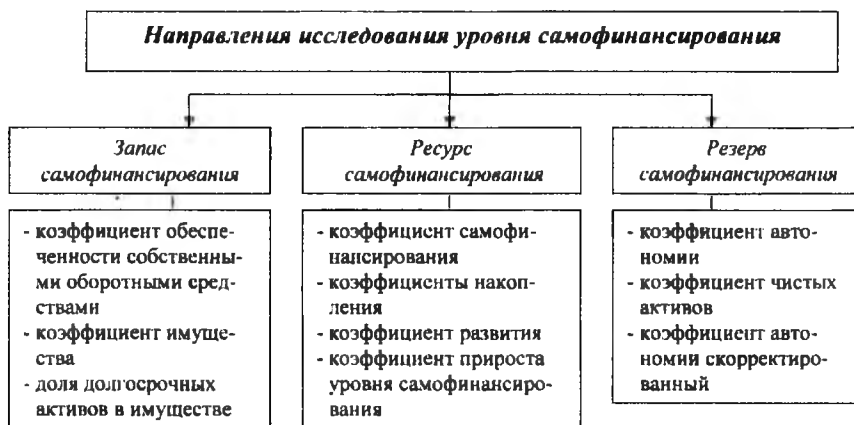 Направления исследования уровня самофинансирования
Запас
самофинансирования
- коэффициент обеспе-
ченности собственны-
ми оборотными сред-
ствами
- коэффициент имуще-
ства
- доля долгосрочных
активов в имуществе
Ресурс
самофинансирования
- коэффициент самофи-
нансирования
- коэффициенты накоп-
ления
- коэффициент развития
- коэффициент прироста
уровня самофинансиро-
вания
Резерв
самофинансирования
- коэффициент авто-
номии
- коэффициент чистых
активов
- коэффициент авто-
номии скорректиро-
ванный